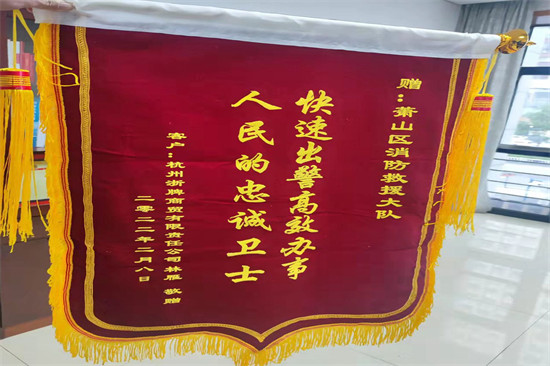 赠：萧山区消防救援大队
快速出警高效办事
人民的忠诚卫士
客户：杭州浙牌商贸有限责任公司林雁 敬赠
二零二二年二月八日